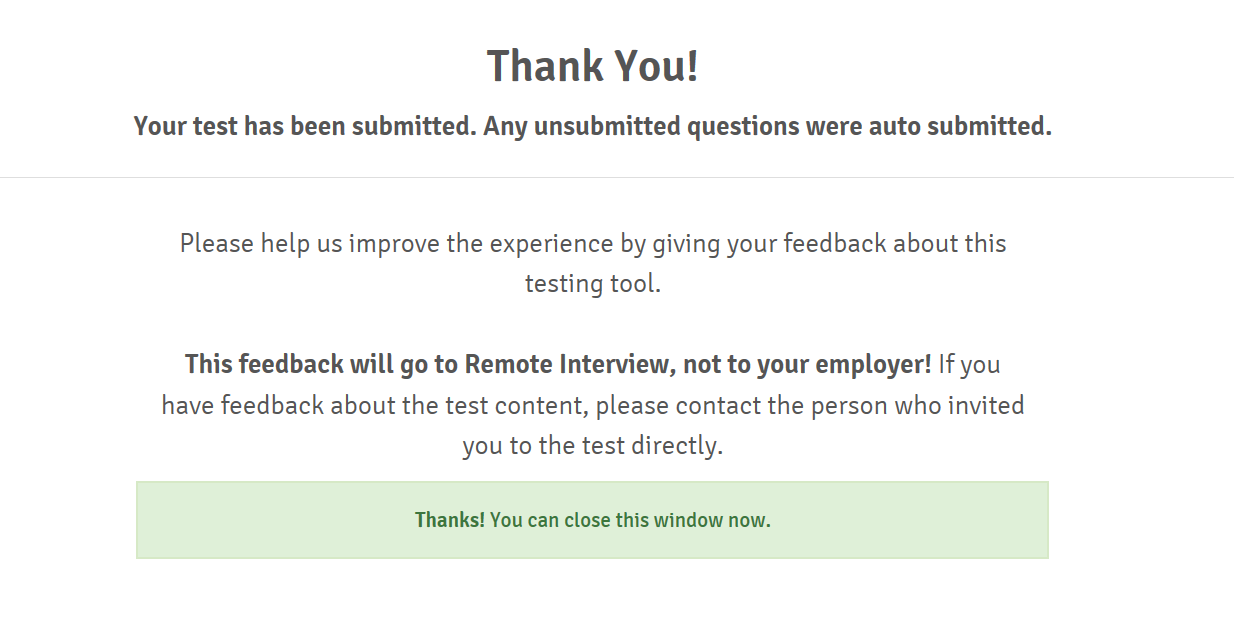 Thank You!
Your test has been submitted. Any unsubmitted questions were auto submitted.
Please help us improve the experience by giving your feedback about this
testing tool.
This feedback will go to Remote Interview, not to your employer! If you
have feedback about the test content, please contact the person who invited
you to the test directly.
Thanks! You can close this window now.